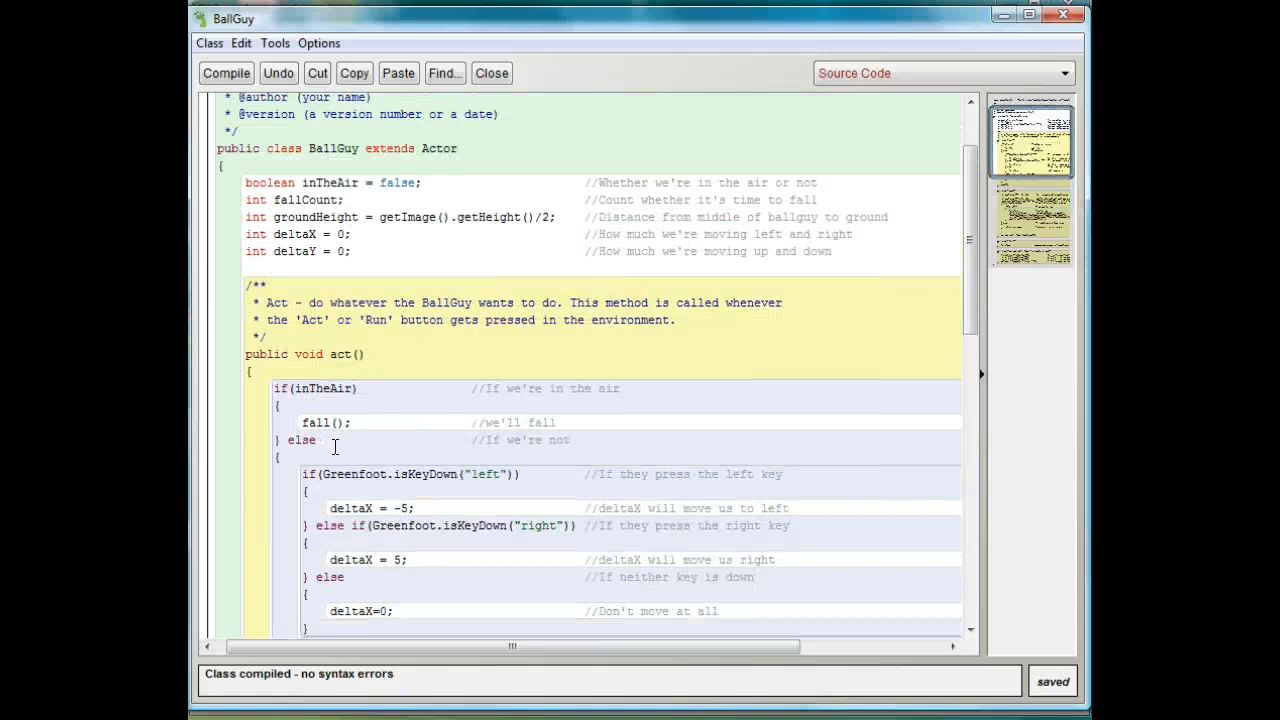 BallGuy
Class Edit Tools Options
Compile Undo Cut Copy Paste Find... Close Source Code
* @author (your name)
* @version (a version number or a date)
*/
public class BallGuy extends Actor
{
boolean inTheAir = false; //Whether we're in the air or not
int fallCount; //Count whether it's time to fall
int groundHeight = getImage().getHeight()/2; //Distance from middle of ballguy to ground
int deltaX = 0; //How much we're moving left and right
int deltaY = 0; //How much we're moving up and down
/**
* Act - do whatever the BallGuy wants to do. This method is called whenever
* the 'Act' or 'Run' button gets pressed in the environment.
*/
public void act()
{
if(inTheAir) //If we're in the air
{
fall(); //we'll fall
} else //If we're not
{
if(Greenfoot.isKeyDown("left")) //If they press the left key
{
deltaX = -5; //deltaX will move us to left
} else if(Greenfoot.isKeyDown("right")) //If they press the right key
{
deltaX = 5; //deltaX will move us right
} else //If neither key is down
{
deltaX=0; //Don't move at all
}
Class compiled - no syntax errors
saved